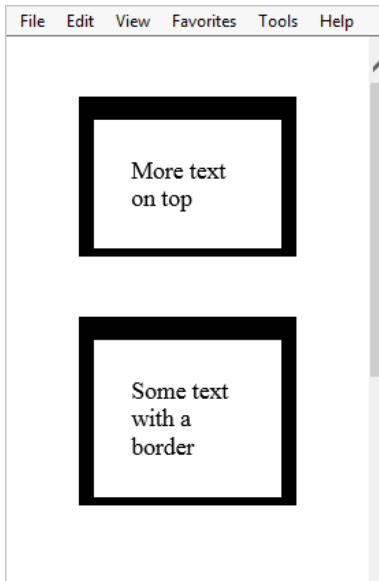 File Edit View Favorites Tools Help
More text
on top
Some text
with a
border